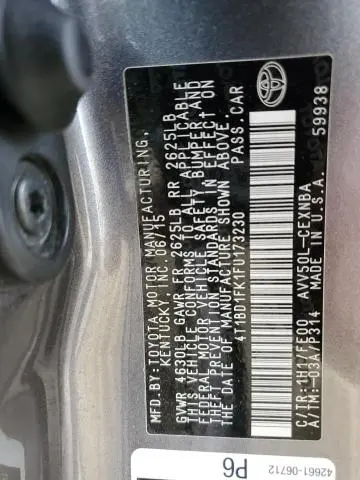 MFD.BY:TOYOTA MOTOR MANUFACTURING,
KENTUCKY, INC. 06/15
GVWR 4630LB GAWR FR 2625LB RR 2625LB
THIS VEHICLE CONFORMS TO ALL APPLICABLE
FEDERAL MOTOR VEHICLE SAFETY, BUMPER, AND
THEFT PREVENTION STANDARDS IN EFFECT ON
THE DATE OF MANUFACTURE SHOWN ABOVE.
4T1BD1FK1FU173230 PASS. CAR
C/TR:1H1/FE00 AVV50L-CEXNBA
A/TM:-03A/P314 U.S.A. 59938
42661-06712
P6